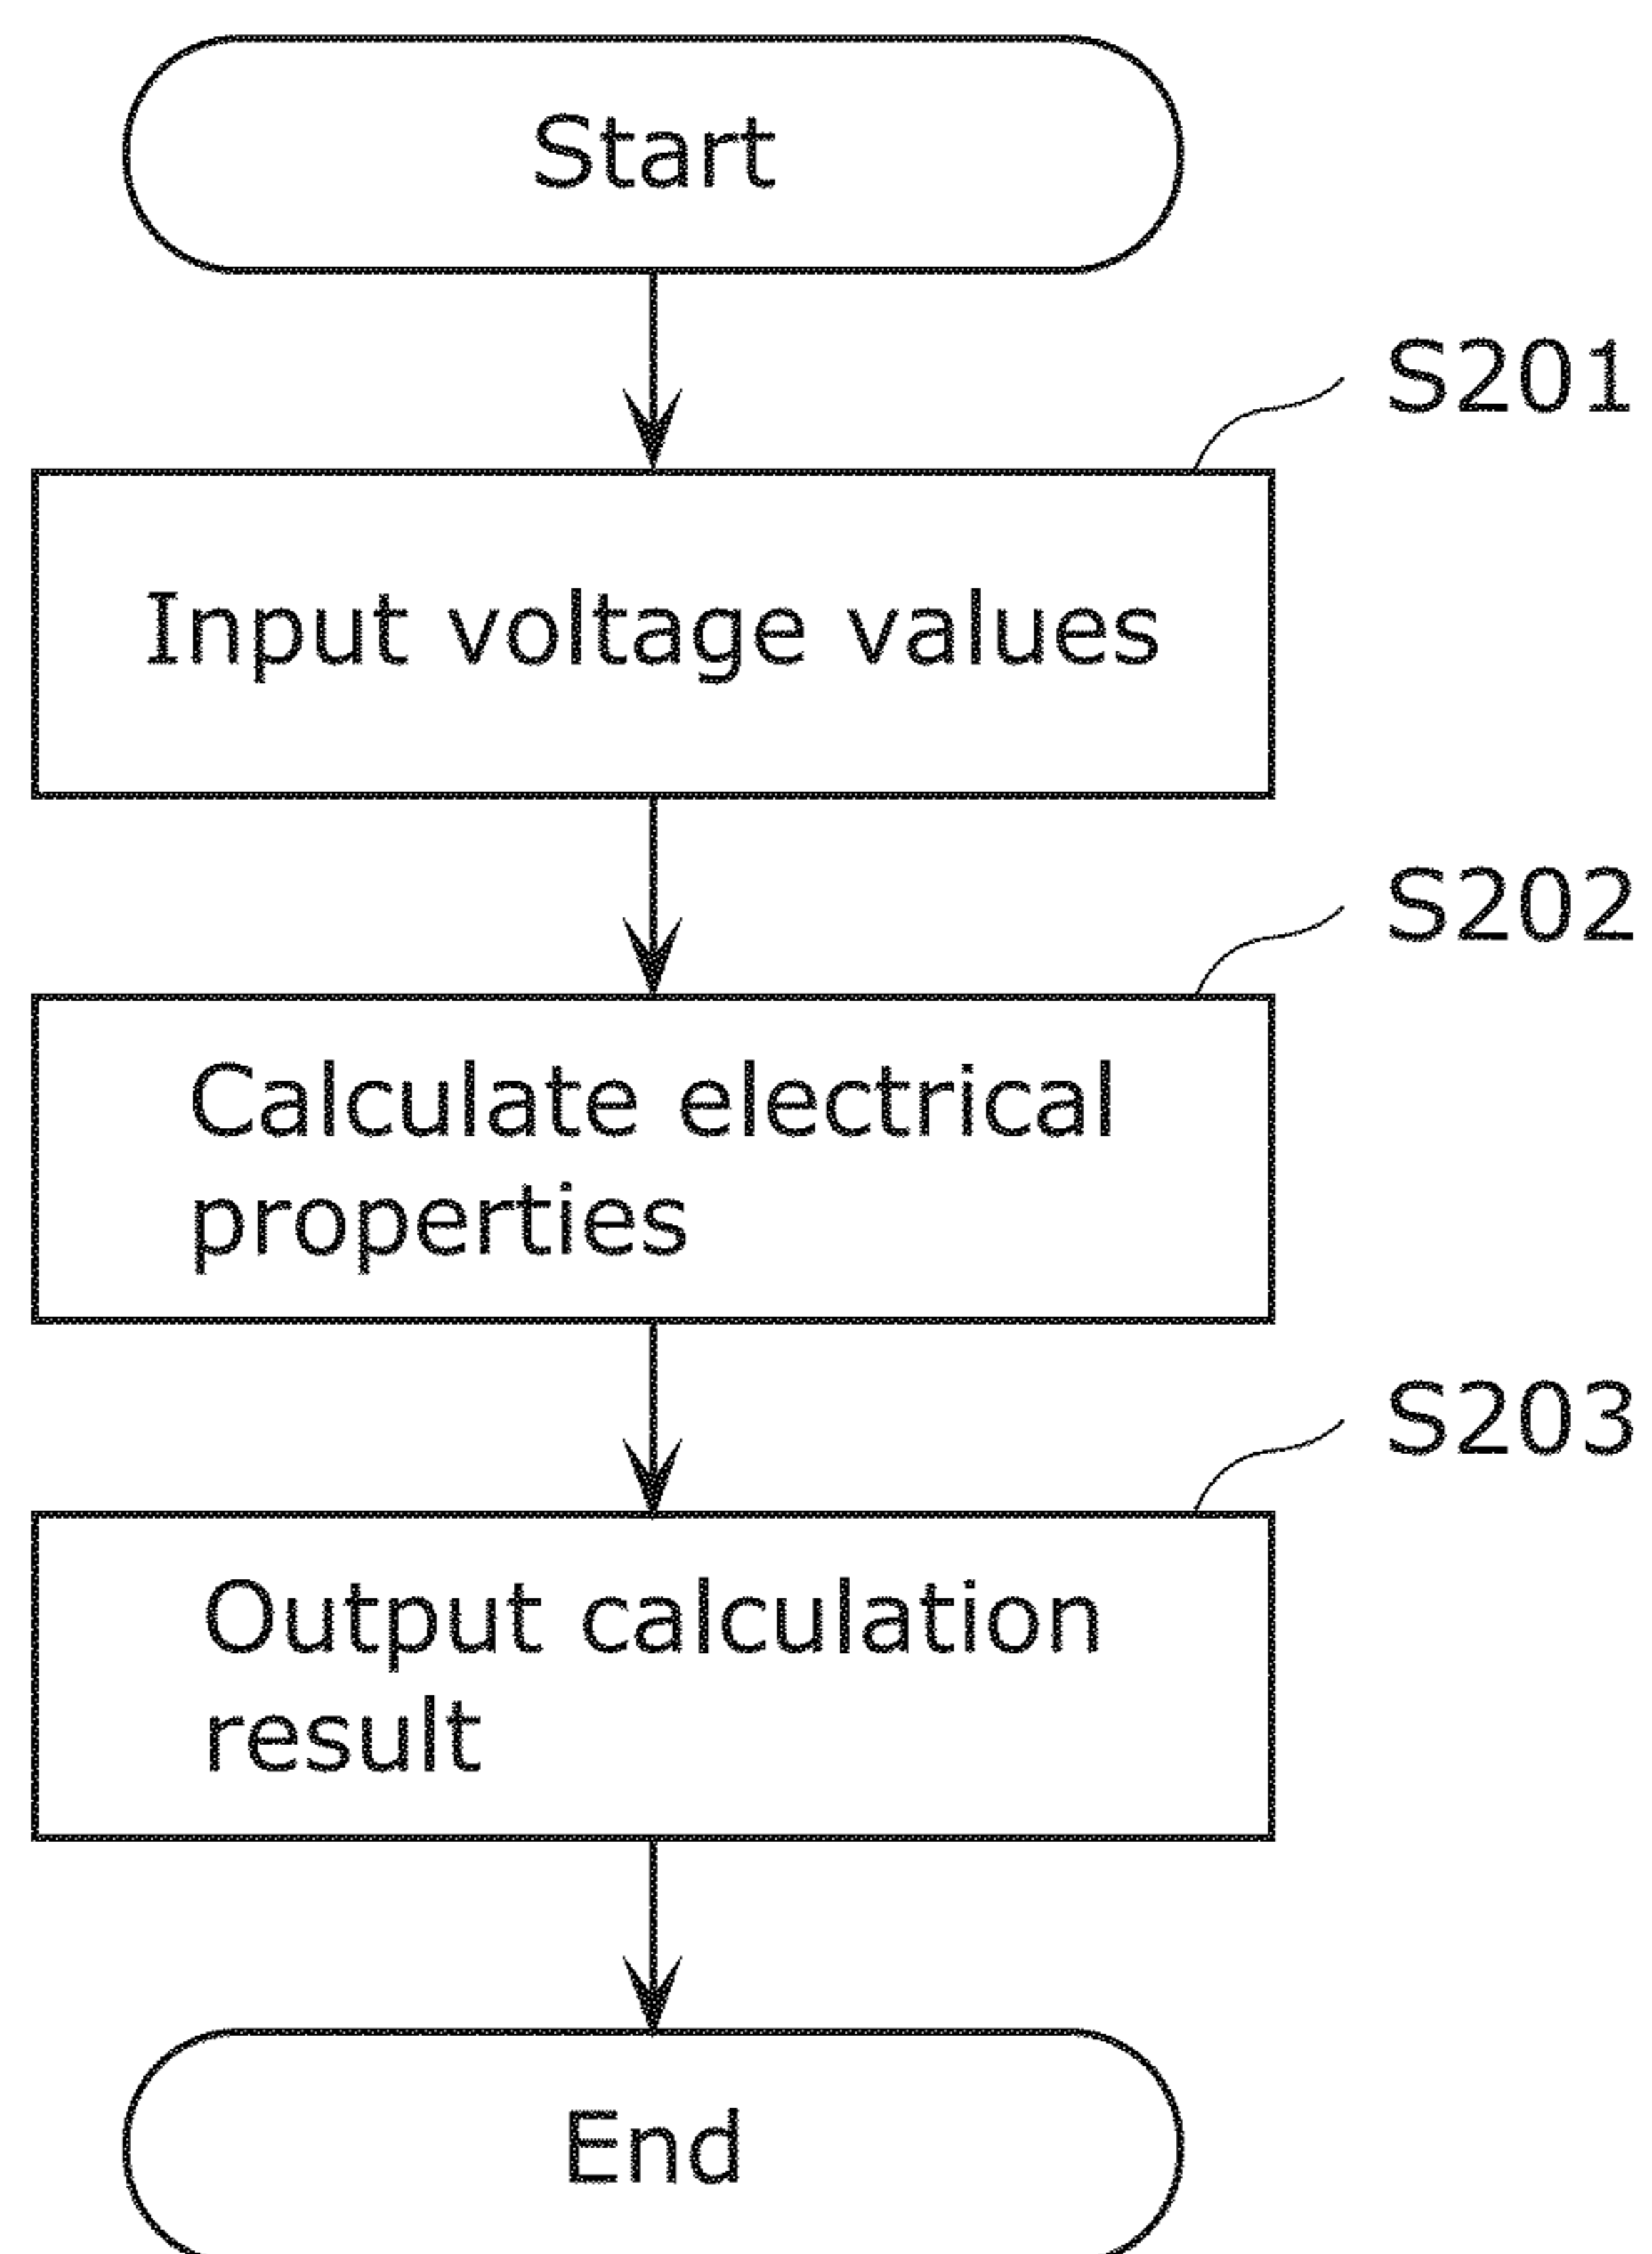 Start
S201
Input voltage values
S202
Calculate electrical
properties
S203
Output calculation
result
End